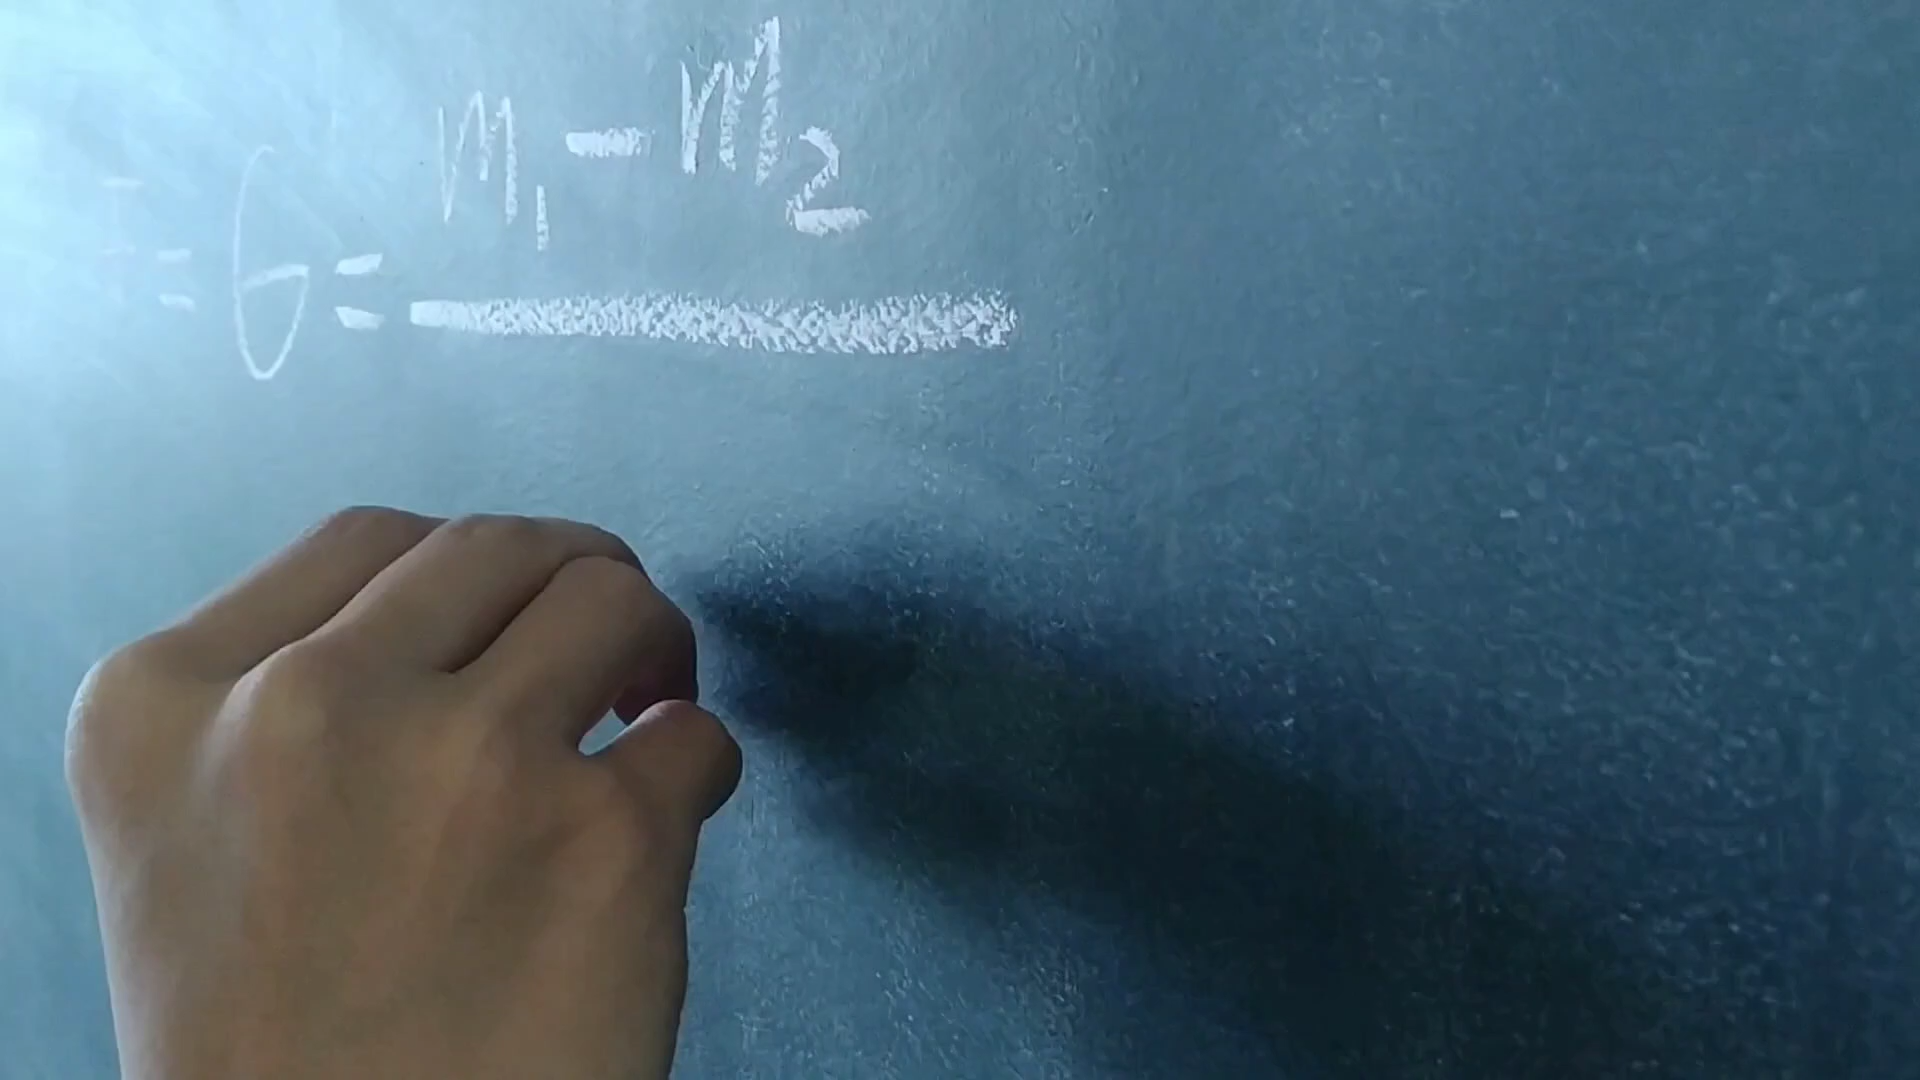 = G = m₁ - m₂